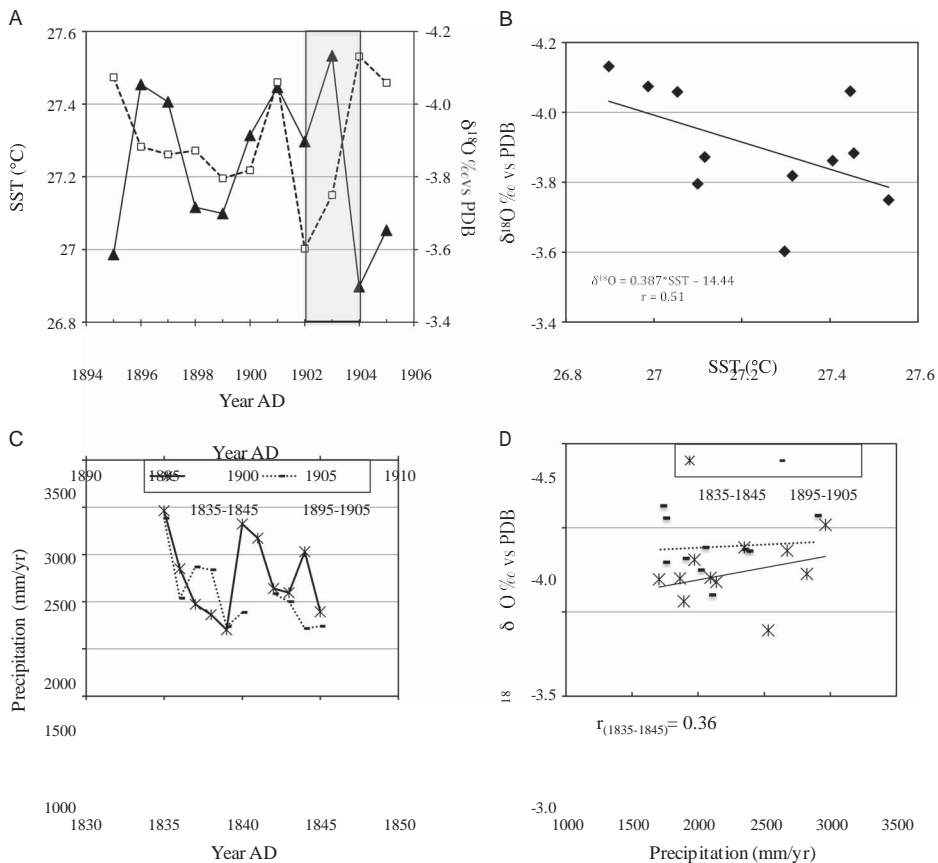 A
SST (°C)
27.6
27.4
27.2
27
26.8
-4.2
-4.0
-3.8
-3.6
-3.4
δ¹⁸O ‰ vs PDB
1894 1896 1898 1900 1902 1904 1906
Year AD
B
δ¹⁸O ‰ vs PDB
-4.2
-4.0
-3.8
-3.6
-3.4
δ¹⁸O = 0.387*SST – 14.44
r = 0.51
26.8 27 27.2 27.4 27.6
SST (°C)
C
Year AD
1890 1895 1900 1905 1910
1835-1845 1895-1905
Precipitation (mm/yr)
3500
3000
2500
2000
1500
1000
1830 1835 1840 1845 1850
Year AD
D
1835-1845 1895-1905
δ O ‰ vs PDB
18
-4.5
-4.0
-3.5
-3.0
r(1835-1845) = 0.36
1000 1500 2000 2500 3000 3500
Precipitation (mm/yr)